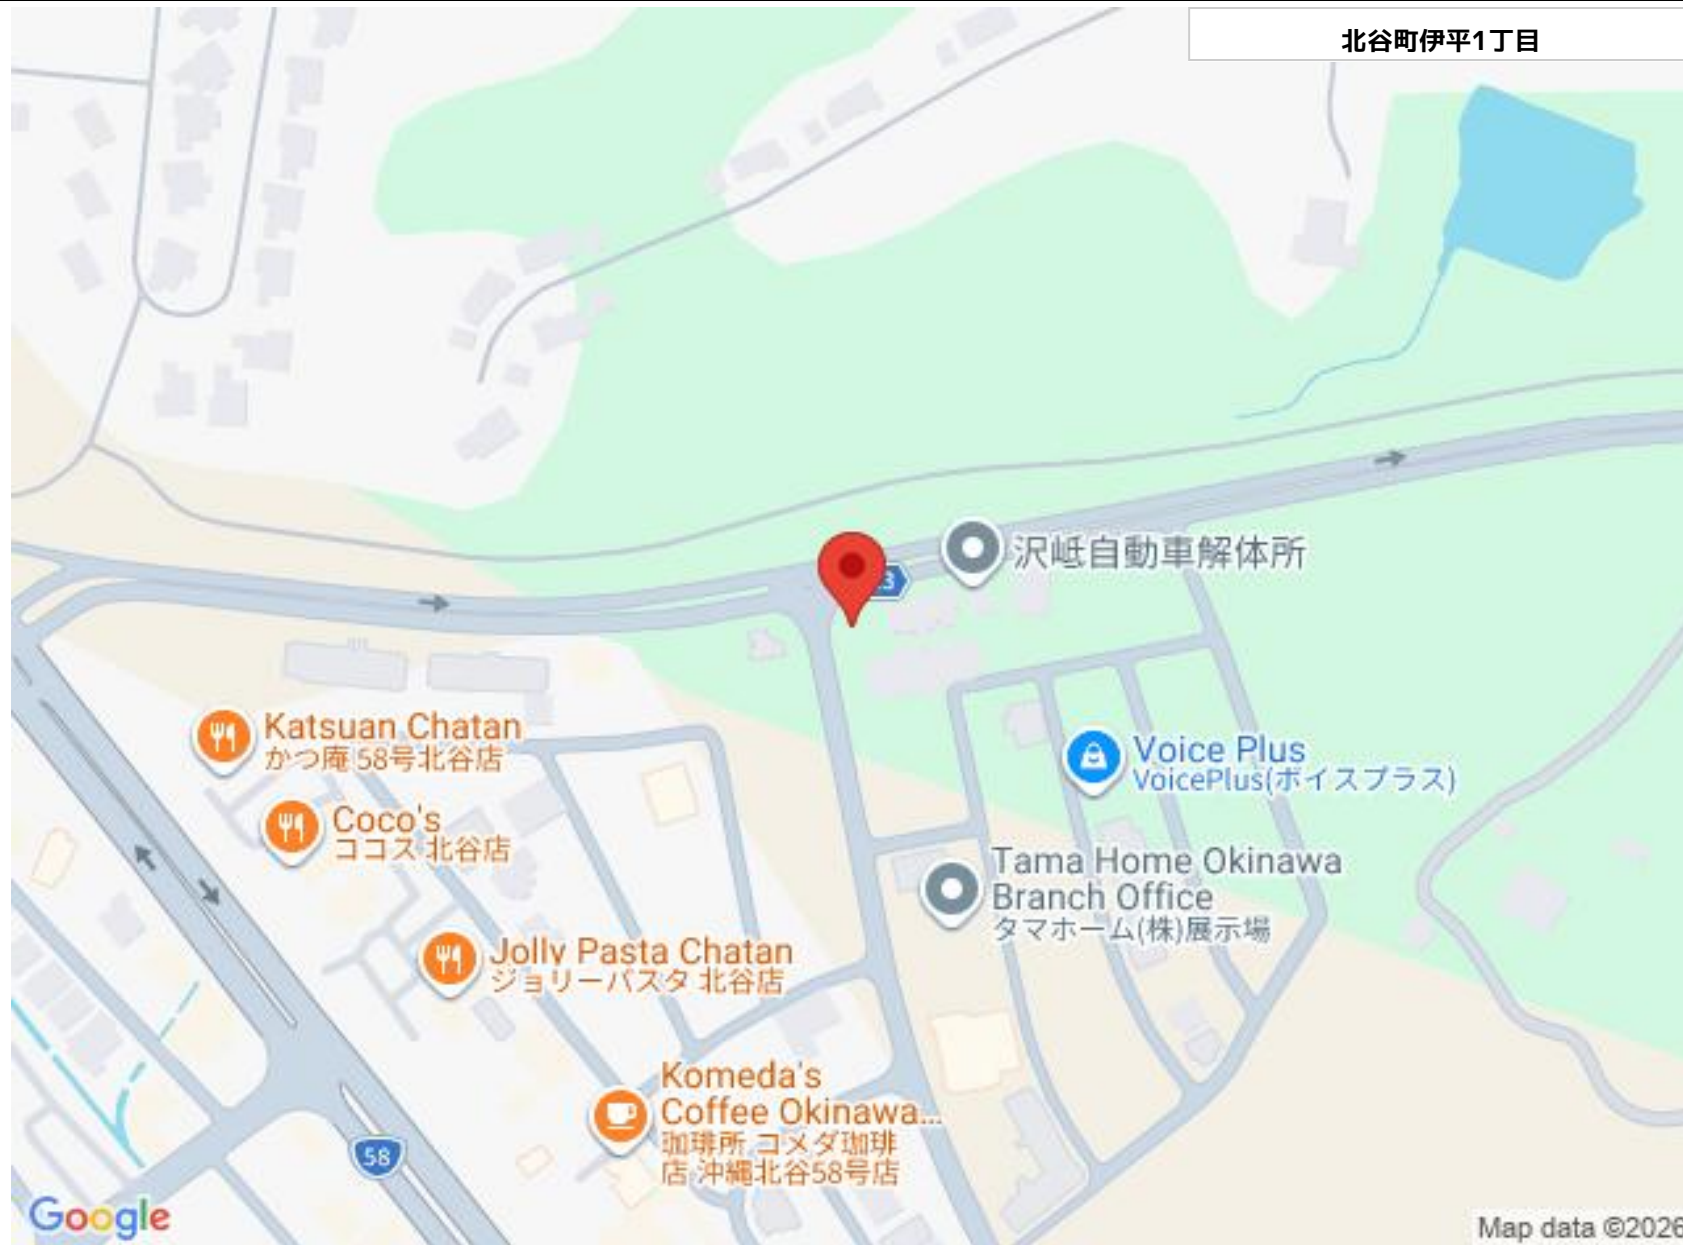 北谷町伊平1丁目
沢岻自動車解体所
3
Katsuan Chatan
かつ庵 58号北谷店
Voice Plus
VoicePlus(ボイスプラス)
Coco's
ココス 北谷店
Tama Home Okinawa
Branch Office
タマホーム(株)展示場
Jolly Pasta Chatan
ジョリーパスタ 北谷店
Komeda's
Coffee Okinawa...
珈琲所 コメダ珈琲
店 沖縄北谷58号店
58
Google
Map data ©2026